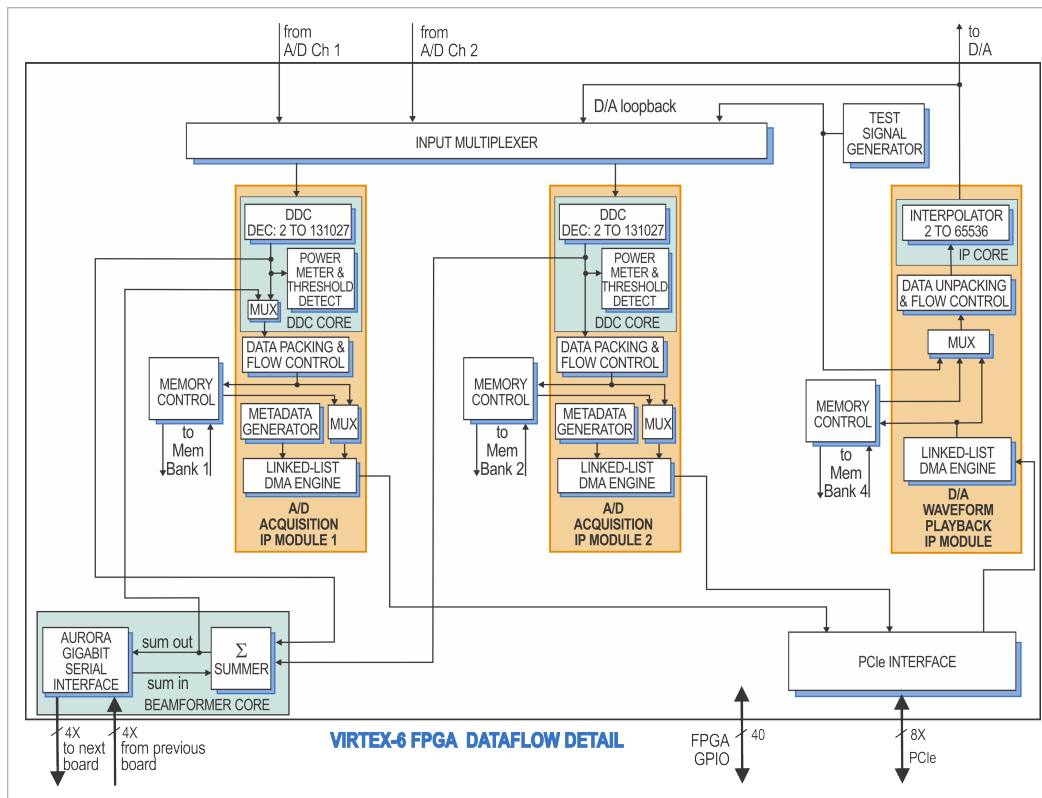 from
A/D Ch 1
from
A/D Ch 2
to
D/A
D/A loopback
INPUT MULTIPLEXER
TEST
SIGNAL
GENERATOR
DDC
DEC: 2 TO 131027
POWER
METER &
THRESHOLD
DETECT
MUX
DDC CORE
DATA PACKING &
FLOW CONTROL
MEMORY
CONTROL
METADATA
GENERATOR
MUX
to
Mem
Bank 1
LINKED-LIST
DMA ENGINE
A/D
ACQUISITION
IP MODULE 1
DDC
DEC: 2 TO 131027
POWER
METER &
THRESHOLD
DETECT
DDC CORE
DATA PACKING &
FLOW CONTROL
MEMORY
CONTROL
METADATA
GENERATOR
MUX
to
Mem
Bank 2
LINKED-LIST
DMA ENGINE
A/D
ACQUISITION
IP MODULE 2
INTERPOLATOR
2 TO 65536
IP CORE
DATA UNPACKING
& FLOW CONTROL
MUX
MEMORY
CONTROL
to
Mem
Bank 4
LINKED-LIST
DMA ENGINE
D/A
WAVEFORM
PLAYBACK
IP MODULE
AURORA
GIGABIT
SERIAL
INTERFACE
sum out
sum in
Σ
SUMMER
BEAMFORMER CORE
PCIe INTERFACE
4X
to next
board
4X
from previous
board
VIRTEX-6 FPGA DATAFLOW DETAIL
FPGA
GPIO
40
8X
PCIe